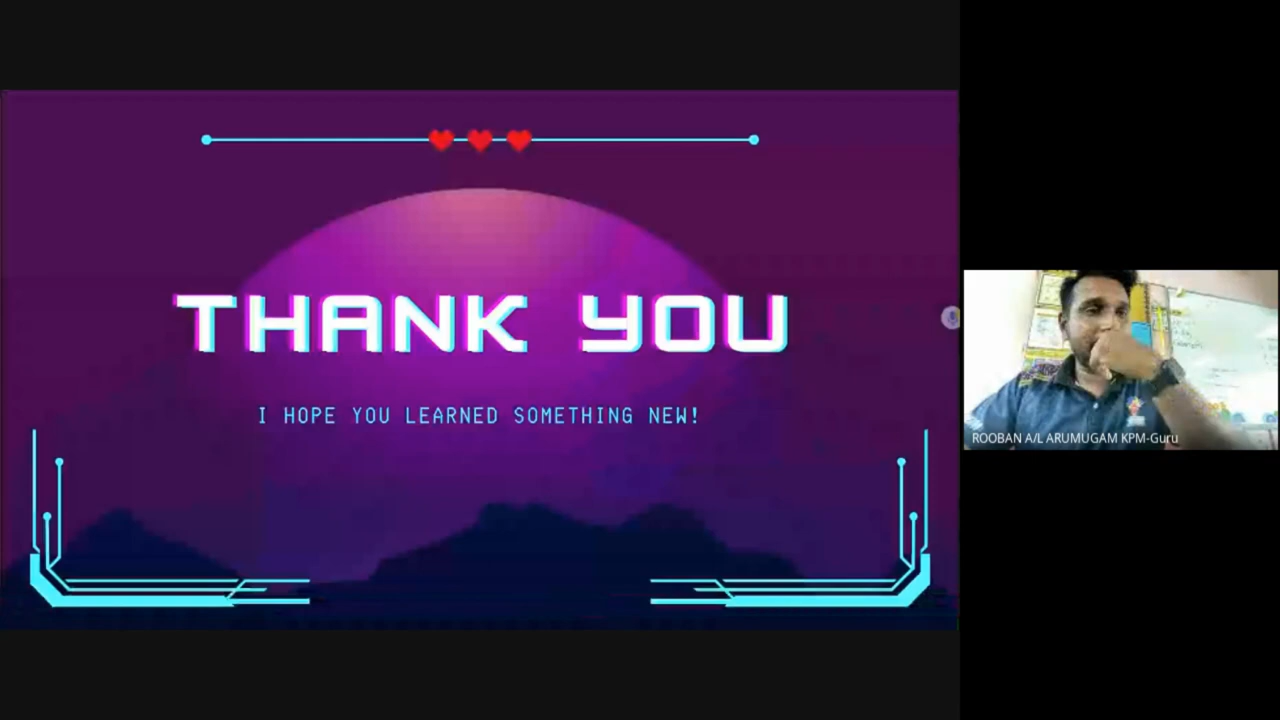 THANK YOU
I HOPE YOU LEARNED SOMETHING NEW!
ROOBAN A/L ARUMUGAM KPM-Guru